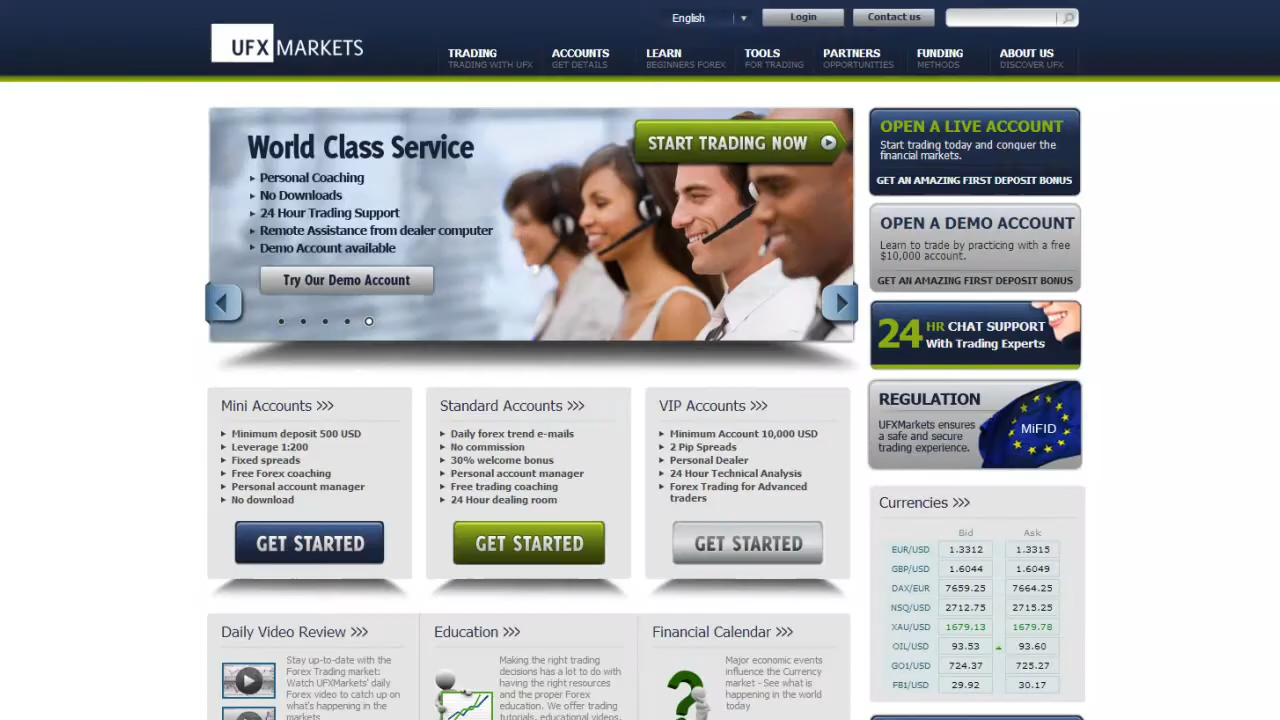 English
Login
Contact us
UFX MARKETS
TRADING
TRADING WITH UFX
ACCOUNTS
GET DETAILS
LEARN
BEGINNERS FOREX
TOOLS
FOR TRADING
PARTNERS
OPPORTUNITIES
FUNDING
METHODS
ABOUT US
DISCOVER UFX
World Class Service
Personal Coaching
No Downloads
24 Hour Trading Support
Remote Assistance from dealer computer
Demo Account available
Try Our Demo Account
START TRADING NOW
OPEN A LIVE ACCOUNT
Start trading today and conquer the
financial markets.
GET AN AMAZING FIRST DEPOSIT BONUS
OPEN A DEMO ACCOUNT
Learn to trade by practicing with a free
$10,000 account.
GET AN AMAZING FIRST DEPOSIT BONUS
24 HR CHAT SUPPORT
With Trading Experts
REGULATION
UFXMarkets ensures
a safe and secure
trading experience.
MiFID
Mini Accounts >>>
Minimum deposit 500 USD
Leverage 1:200
Fixed spreads
Free Forex coaching
Personal account manager
No download
GET STARTED
Standard Accounts >>>
Daily forex trend e-mails
No commission
30% welcome bonus
Personal account manager
Free trading coaching
24 Hour dealing room
GET STARTED
VIP Accounts >>>
Minimum Account 10,000 USD
2 Pip Spreads
Personal Dealer
24 Hour Technical Analysis
Forex Trading for Advanced
traders
GET STARTED
Currencies >>>
Bid Ask
EUR/USD 1.3312 1.3315
GBP/USD 1.6044 1.6049
DAX/EUR 7659.25 7664.25
NSQ/USD 2712.75 2715.25
XAU/USD 1679.13 1679.78
OIL/USD 93.53 93.60
GO1/USD 724.37 725.27
FB1/USD 29.92 30.17
Daily Video Review >>>
Stay up-to-date with the
Forex Trading market:
Watch UFXMarkets' daily
Forex video to catch up on
what's happening in the
markets
Education >>>
Making the right trading
decisions has a lot to do with
having the right resources
and the proper Forex
education. We offer trading
tutorials, educational videos,
Financial Calendar >>>
Major economic events
influence the Currency
market - See what is
happening in the world
today